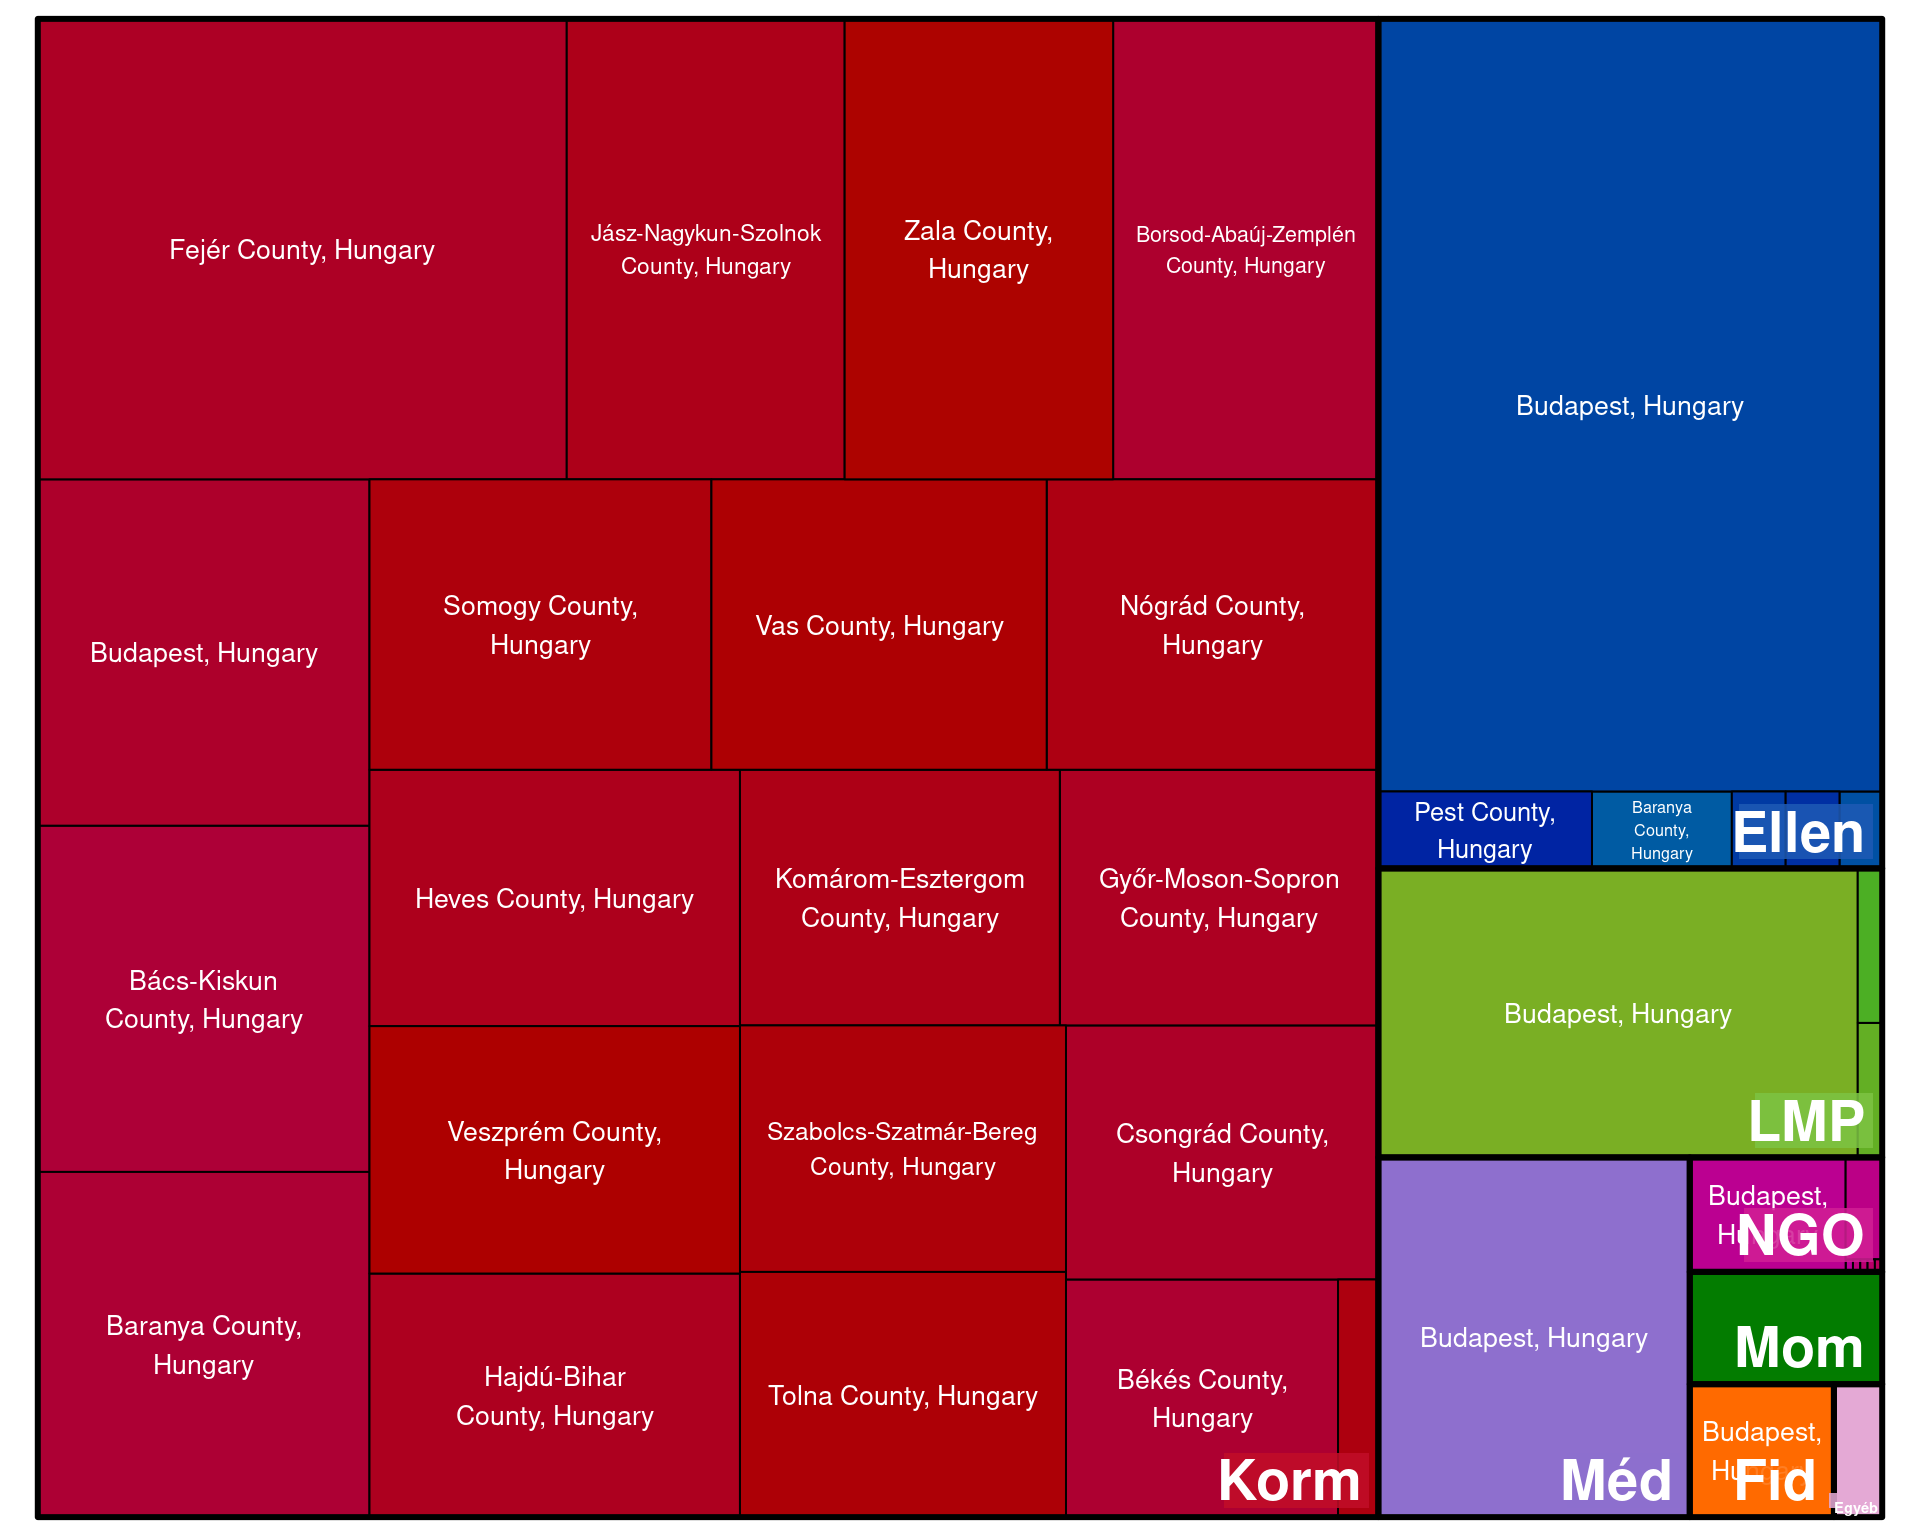 Fejér County, Hungary
Jász-Nagykun-Szolnok
County, Hungary
Zala County,
Hungary
Borsod-Abaúj-Zemplén
County, Hungary
Budapest, Hungary
Somogy County,
Hungary
Vas County, Hungary
Nógrád County,
Hungary
Bács-Kiskun
County, Hungary
Heves County, Hungary
Komárom-Esztergom
County, Hungary
Győr-Moson-Sopron
County, Hungary
Veszprém County,
Hungary
Szabolcs-Szatmár-Bereg
County, Hungary
Csongrád County,
Hungary
Baranya County,
Hungary
Hajdú-Bihar
County, Hungary
Tolna County, Hungary
Békés County,
Hungary
Korm
Budapest, Hungary
Pest County,
Hungary
Baranya
County,
Hungary
Ellen
Budapest, Hungary
LMP
Budapest, Hungary
Méd
Budapest,
NGO
Mom
Budapest,
Fid
Egyéb